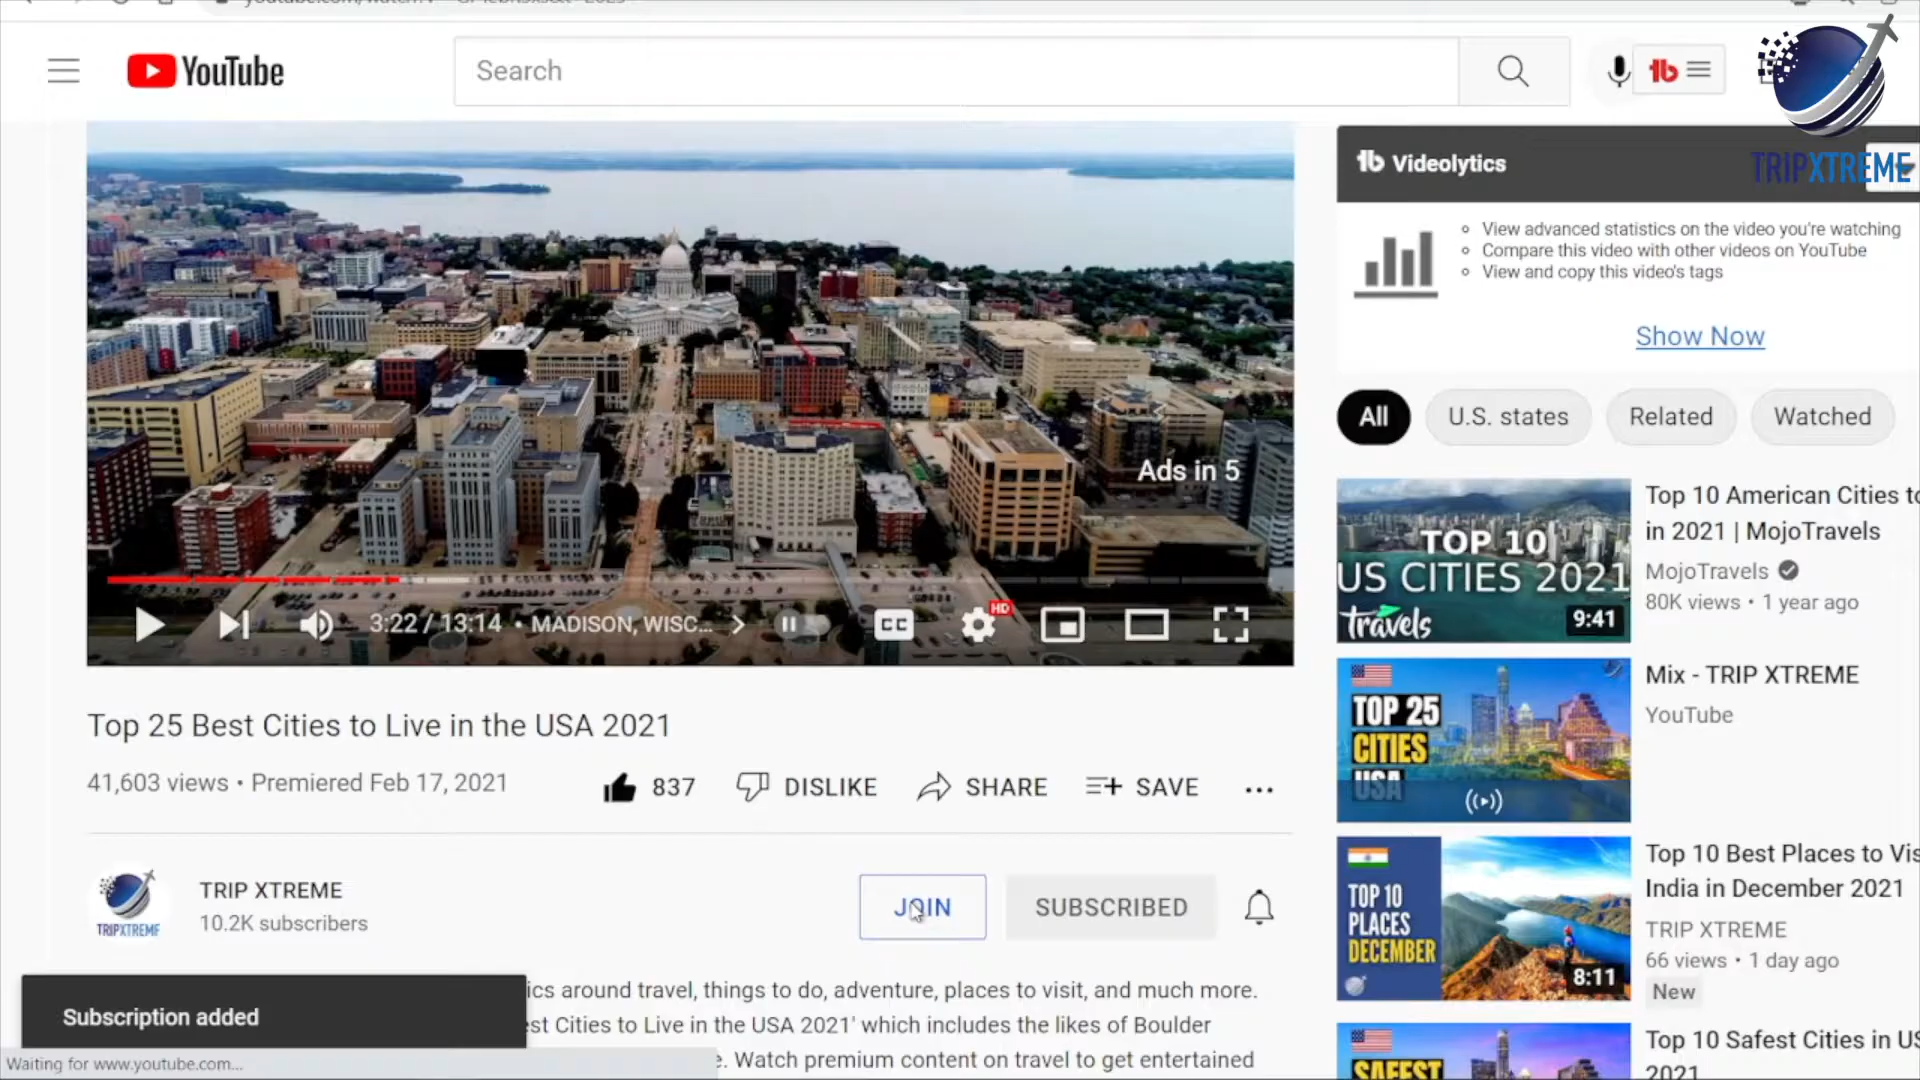 YouTube
Search
TRIPXTREME
Videolytics
View advanced statistics on the video you're watching
Compare this video with other videos on YouTube
View and copy this video's tags
Show Now
All
U.S. states
Related
Watched
Ads in 5
3:22 / 13:14 • MADISON, WISC...
CC
HD
Top 25 Best Cities to Live in the USA 2021
41,603 views • Premiered Feb 17, 2021
837
DISLIKE
SHARE
SAVE
TRIP XTREME
10.2K subscribers
TRIPXTREME
JOIN
SUBSCRIBED
ics around travel, things to do, adventure, places to visit, and much more.
st Cities to Live in the USA 2021' which includes the likes of Boulder
e. Watch premium content on travel to get entertained
Subscription added
Waiting for www.youtube.com...
TOP 10
US CITIES 2021
travels
9:41
Top 10 American Cities to
in 2021 | MojoTravels
MojoTravels
80K views • 1 year ago
TOP 25
CITIES
USA
Mix - TRIP XTREME
YouTube
TOP 10
PLACES
DECEMBER
8:11
Top 10 Best Places to Vis
India in December 2021
TRIP XTREME
66 views • 1 day ago
New
SAFEST
Top 10 Safest Cities in US
2021